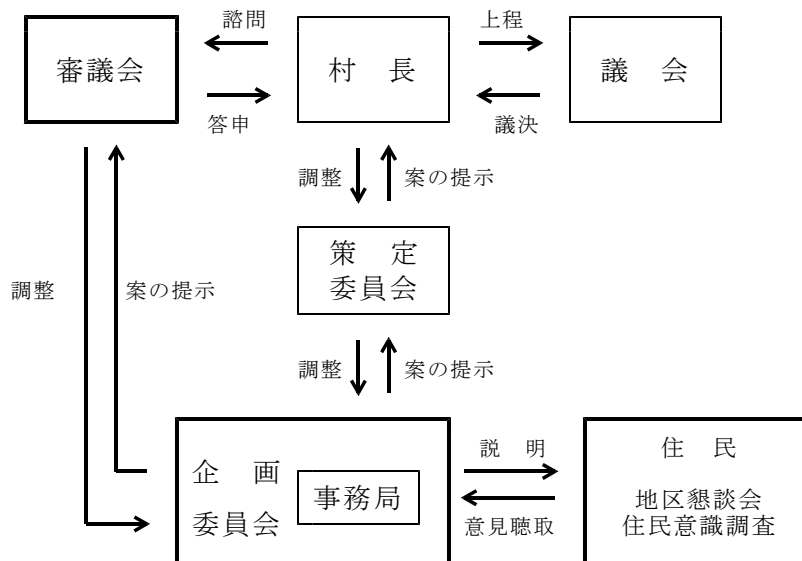 諮問
上程
審議会
村　長
議　会
答申
議決
調整
案の提示
策　定
委員会
調整
案の提示
調整
案の提示
企　画
委員会
事務局
説　明
意見聴取
住　民
地区懇談会
住民意識調査